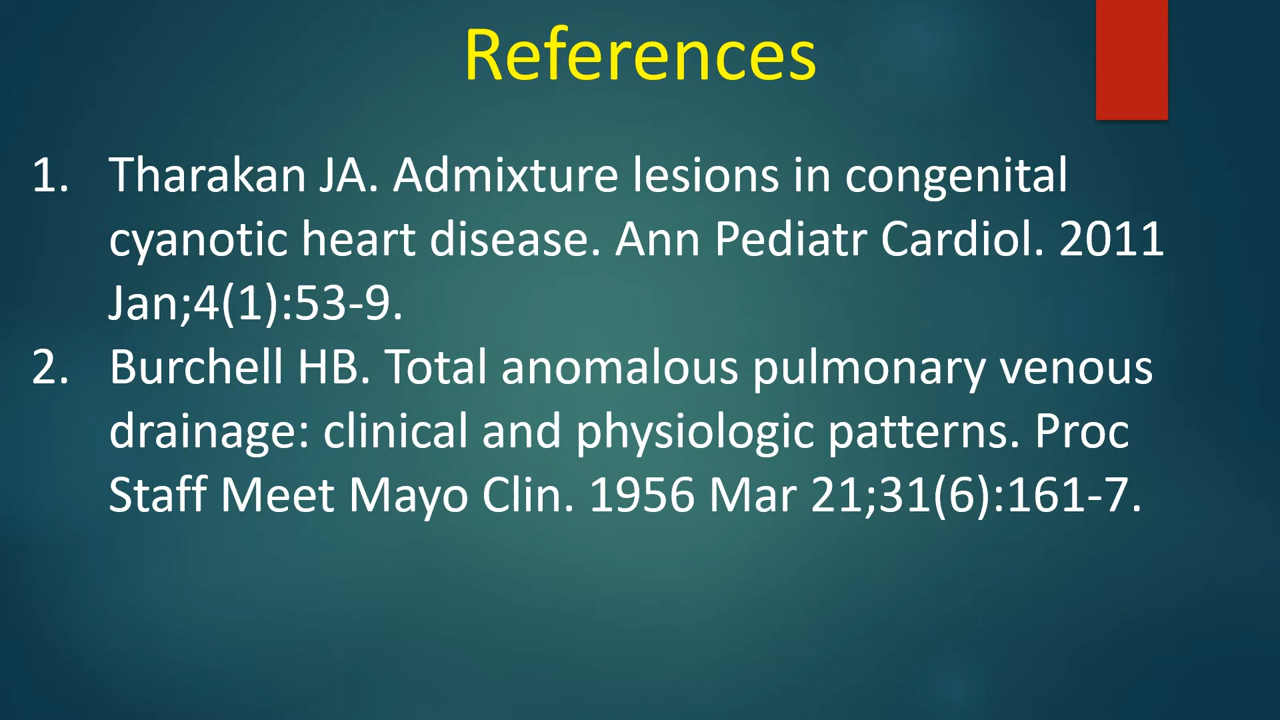 References
1. Tharakan JA. Admixture lesions in congenital
cyanotic heart disease. Ann Pediatr Cardiol. 2011
Jan;4(1):53-9.
2. Burchell HB. Total anomalous pulmonary venous
drainage: clinical and physiologic patterns. Proc
Staff Meet Mayo Clin. 1956 Mar 21;31(6):161-7.